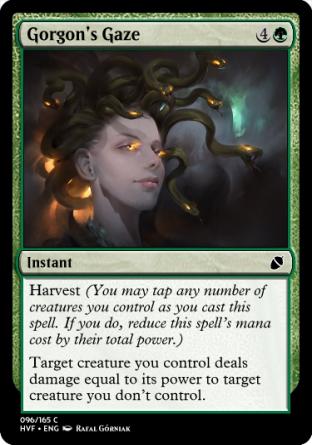 Gorgon's Gaze 4
Instant
Harvest (You may tap any number of
creatures you control as you cast this
spell. If you do, reduce this spell's mana
cost by their total power.)
Target creature you control deals
damage equal to its power to target
creature you don't control.
096/165 C
HVF • ENG Rafał Górniak